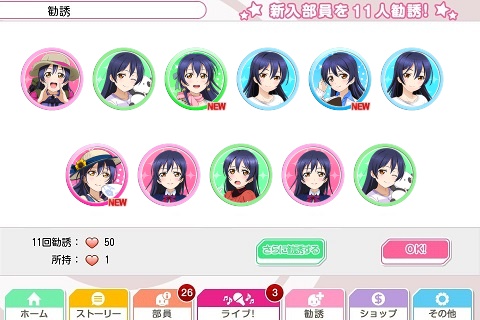 勧誘
新入部員を11人勧誘!
NEW
NEW
NEW
11回勧誘: 50
所持: 1
さらに勧誘する
OK!
26
3
ホーム
ストーリー
部員
ライブ!
勧誘
ショップ
その他